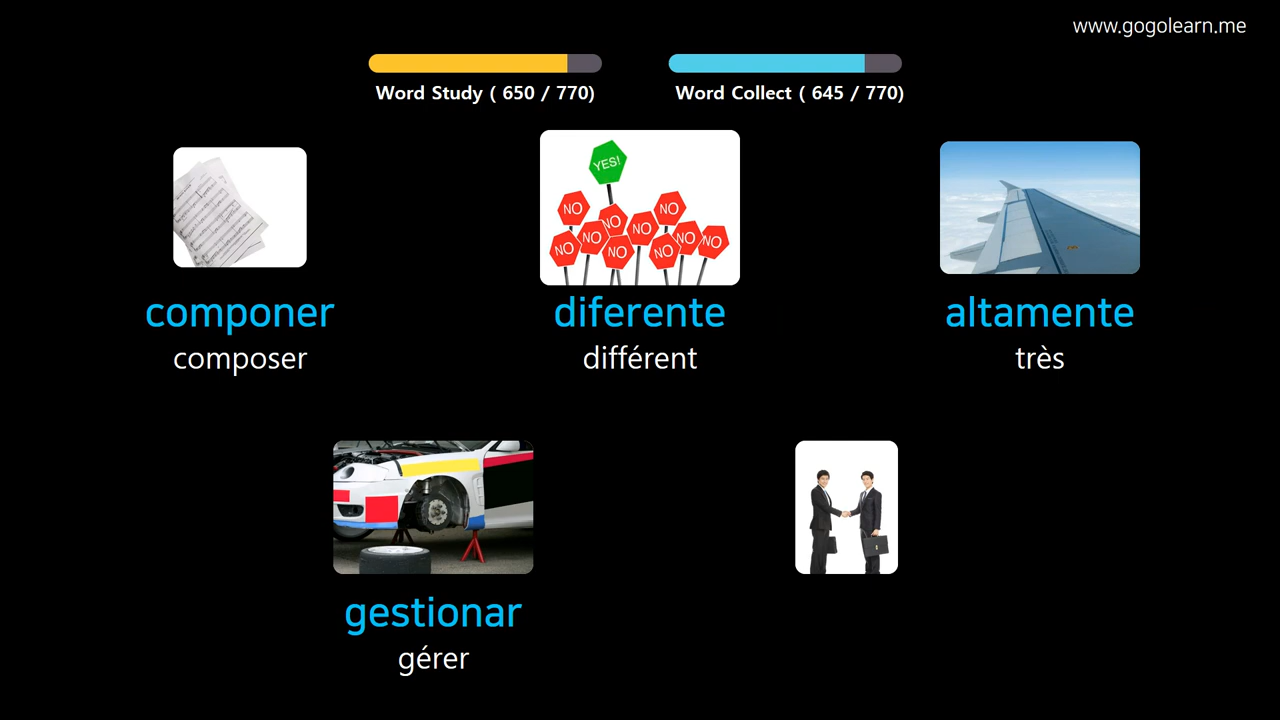 www.gogolearn.me
Word Study ( 650 / 770)
Word Collect ( 645 / 770)
YES!
NO
NO
NO
NO
NO
NO
NO
NO
NO
componer
composer
diferente
différent
altamente
très
gestionar
gérer